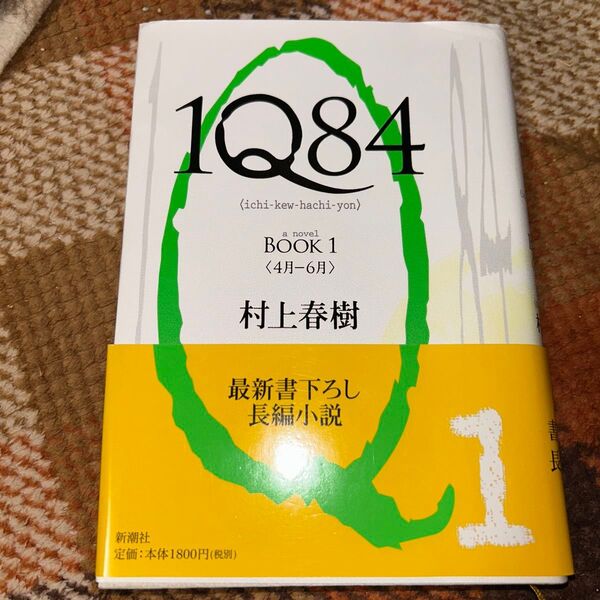 1Q84
〈ichi-kew-hachi-yon〉
a novel
BOOK 1
〈4月−6月〉
村上春樹
最新書下ろし
長編小説
1
新潮社
定価：本体1800円(税別)
書
長